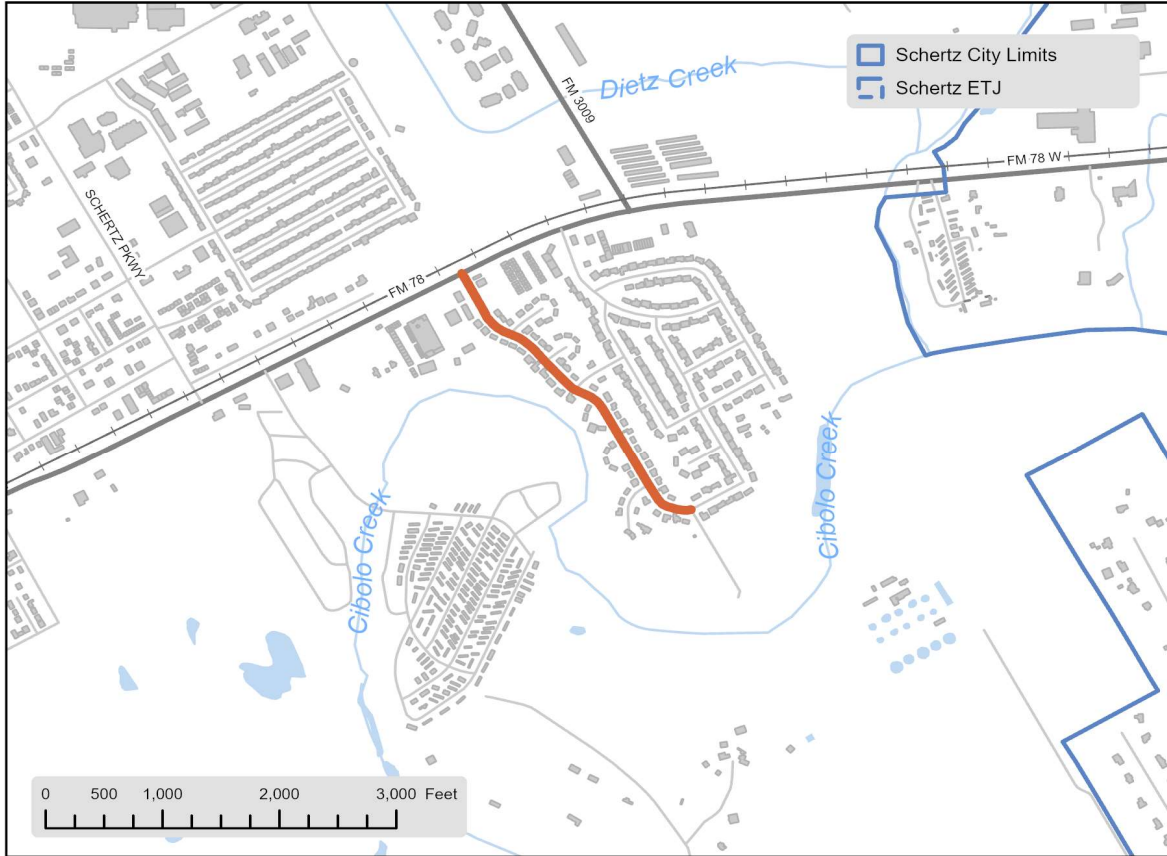 Schertz City Limits
Schertz ETJ
Dietz Creek
FM 3009
FM 78 W
SCHERTZ PKWY
FM 78
Cibolo Creek
Cibolo Creek
0 500 1,000 2,000 3,000 Feet